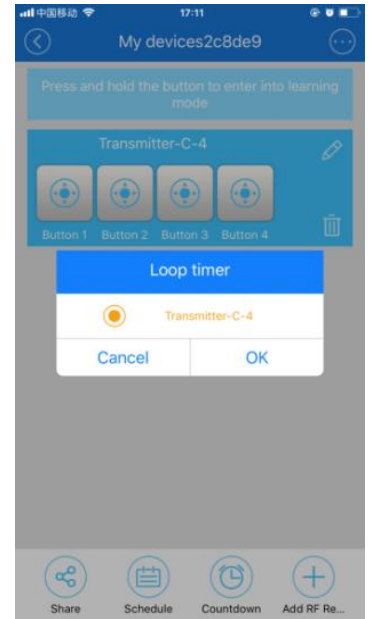 中国移动 17:11
My devices2c8de9
Press and hold the button to enter into learning
mode
Transmitter-C-4
Button 1 Button 2 Button 3 Button 4
Loop timer
Transmitter-C-4
Cancel OK
Share Schedule Countdown Add RF Re...